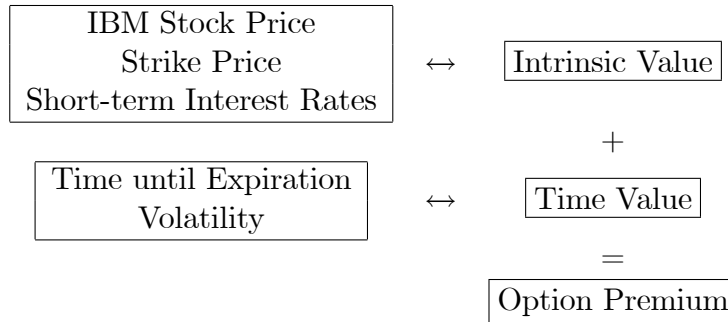 IBM Stock Price
Strike Price
Short-term Interest Rates
↔
Intrinsic Value
+
Time until Expiration
Volatility
↔
Time Value
=
Option Premium